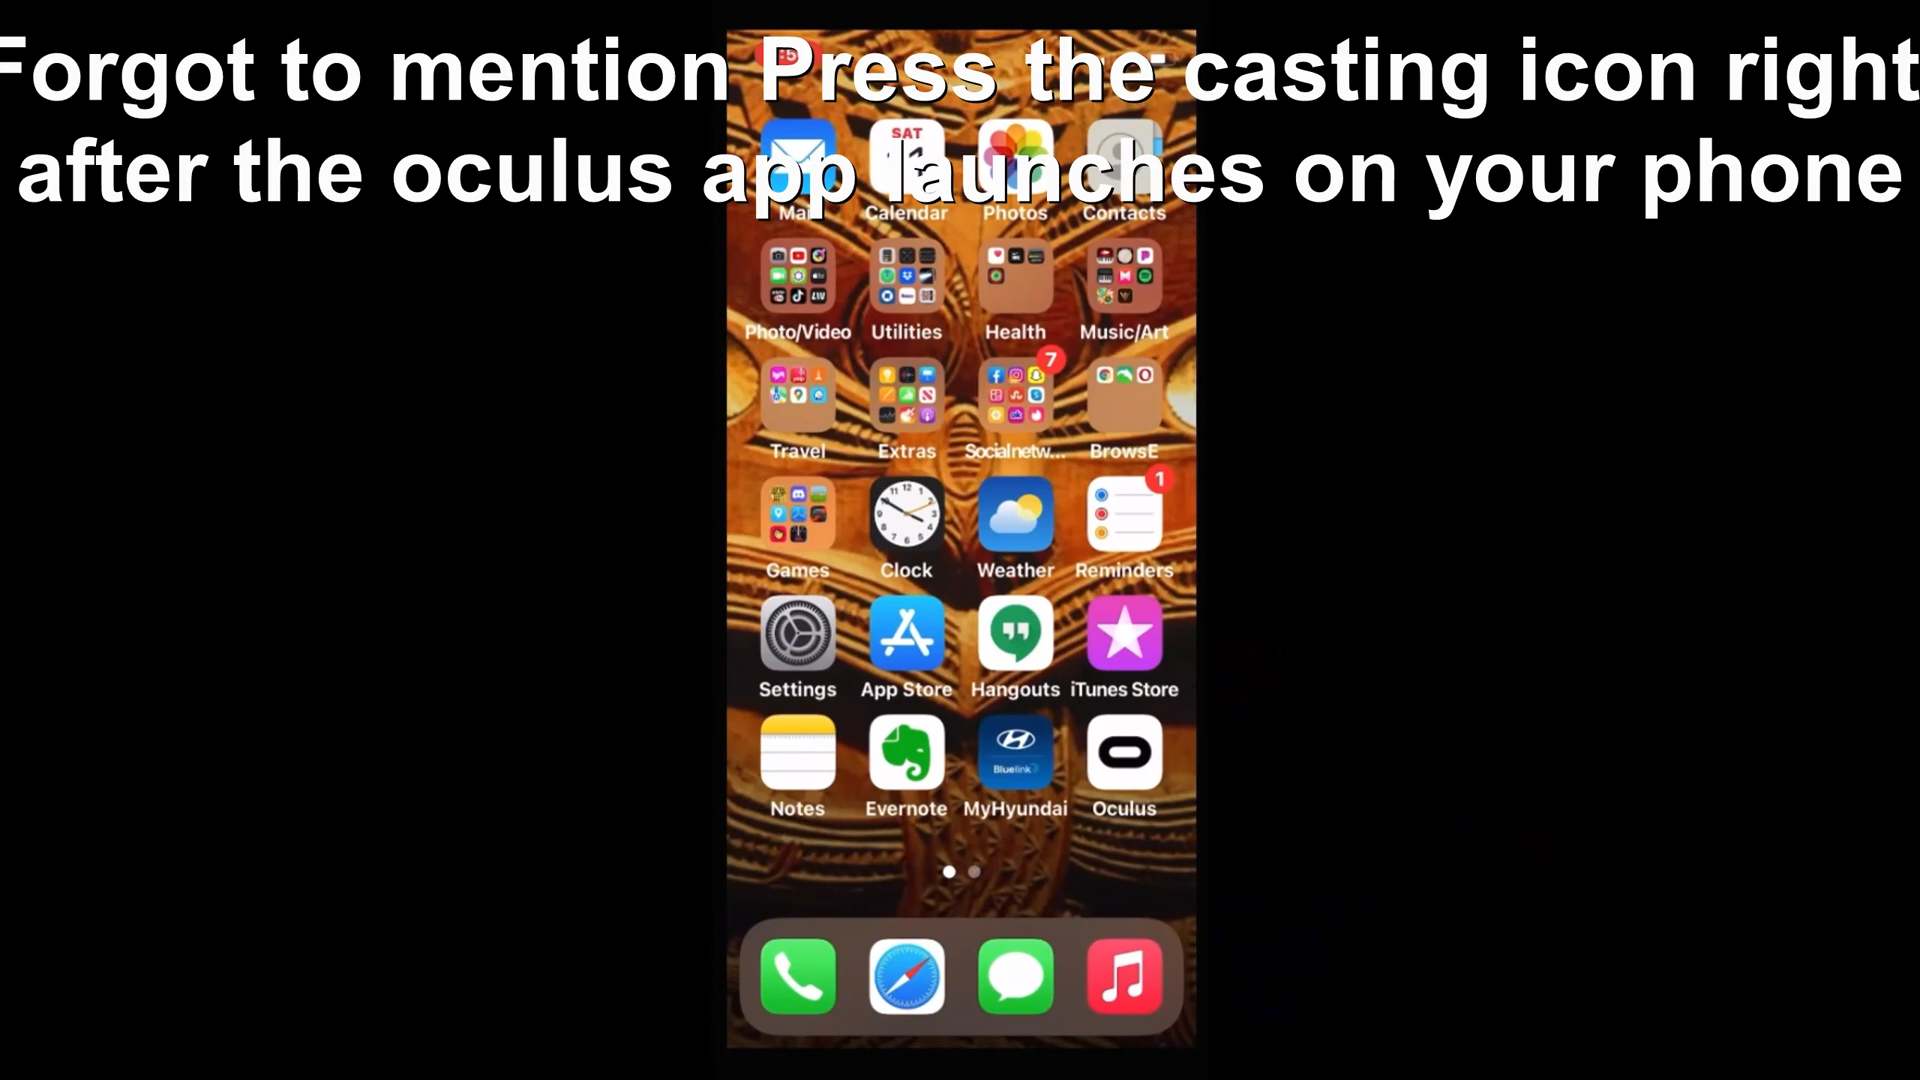 Forgot to mention Press the casting icon right
after the oculus app launches on your phone
SAT
Mail Calendar Photos Contacts
Photo/Video Utilities Health Music/Art
7
Travel Extras Socialnetw... BrowsE
1
Games Clock Weather Reminders
Settings App Store Hangouts iTunes Store
Bluelink
Notes Evernote MyHyundai Oculus